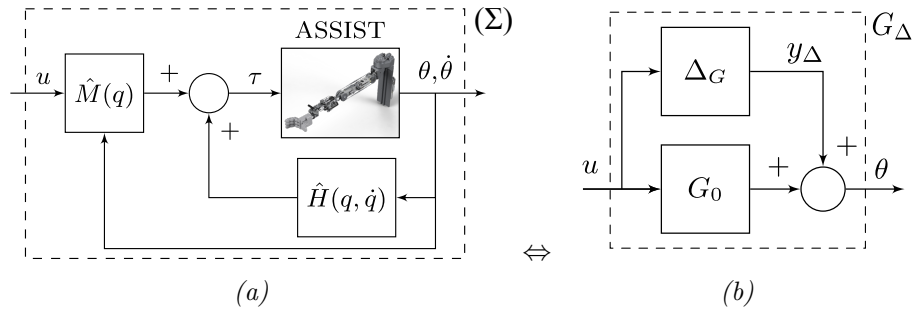 ASSIST
(Σ)
u
M̂(q)
+
τ
θ, θ̇
+
Ĥ(q, q̇)
(a)
⇔
G_Δ
Δ_G
y_Δ
u
G_0
+
+
θ
(b)